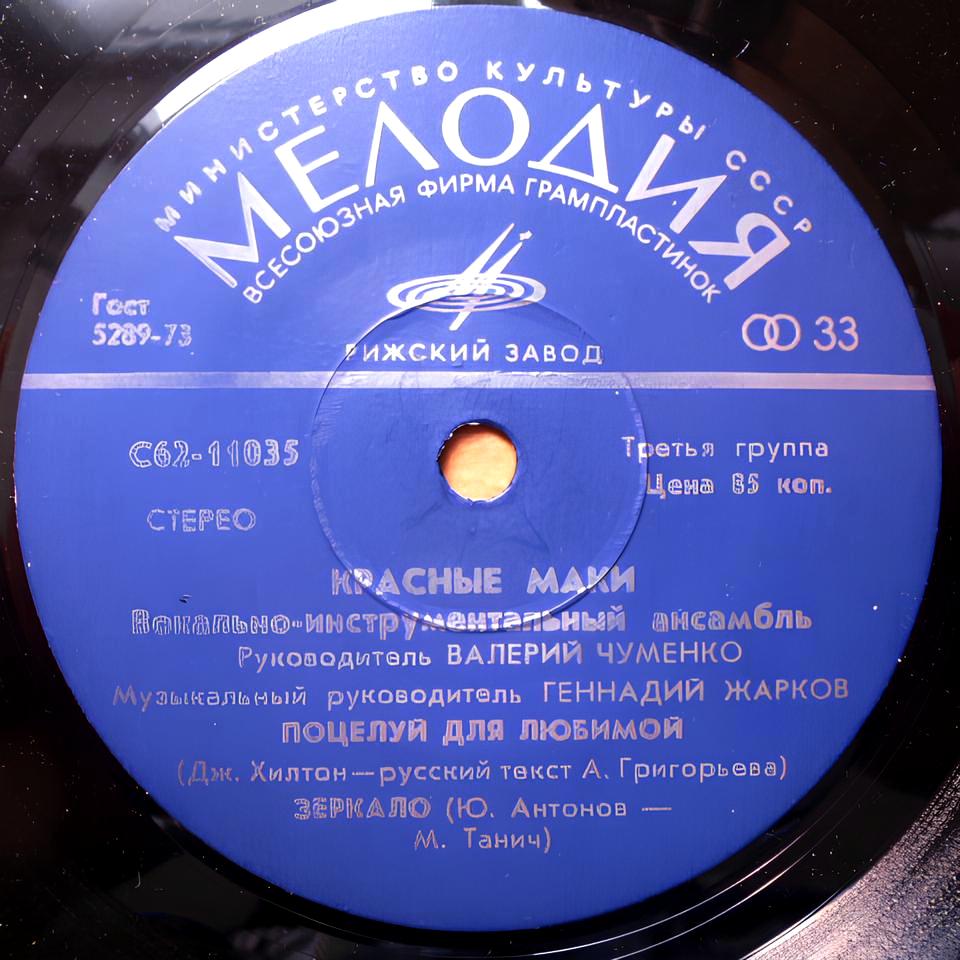 МИНИСТЕРСТВО КУЛЬТУРЫ СССР
МЕЛОДИЯ
ВСЕСОЮЗНАЯ ФИРМА ГРАМПЛАСТИНОК
Гост
5289-73
33
РИЖСКИЙ ЗАВОД
С62-11035
Третья группа
Цена 85 коп.
СТЕРЕО
КРАСНЫЕ МАКИ
Вокально-инструментальный ансамбль
Руководитель ВАЛЕРИЙ ЧУМЕНКО
Музыкальный руководитель ГЕННАДИЙ ЖАРКОВ
ПОЦЕЛУЙ ДЛЯ ЛЮБИМОЙ
(Дж. Хилтон — русский текст А. Григорьева)
ЗЕРКАЛО (Ю. Антонов —
М. Танич)